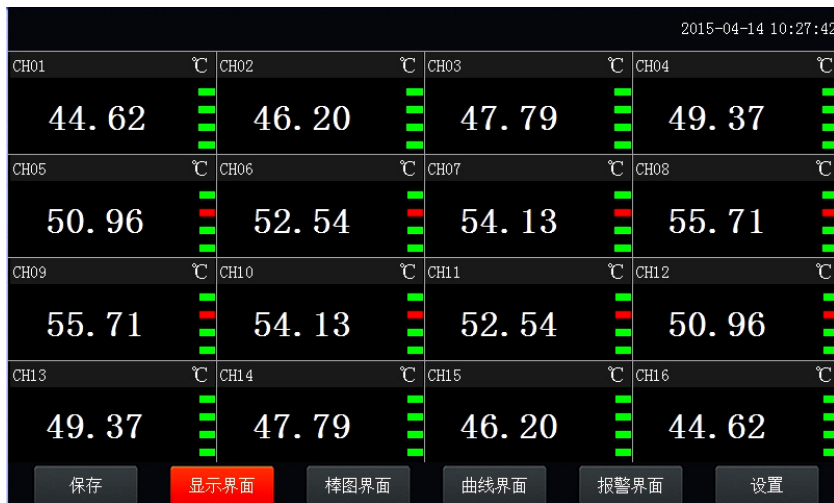 2015-04-14 10:27:42
CH01 ℃ CH02 ℃ CH03 ℃ CH04 ℃
44.62 46.20 47.79 49.37
CH05 ℃ CH06 ℃ CH07 ℃ CH08 ℃
50.96 52.54 54.13 55.71
CH09 ℃ CH10 ℃ CH11 ℃ CH12 ℃
55.71 54.13 52.54 50.96
CH13 ℃ CH14 ℃ CH15 ℃ CH16 ℃
49.37 47.79 46.20 44.62
保存 显示界面 棒图界面 曲线界面 报警界面 设置